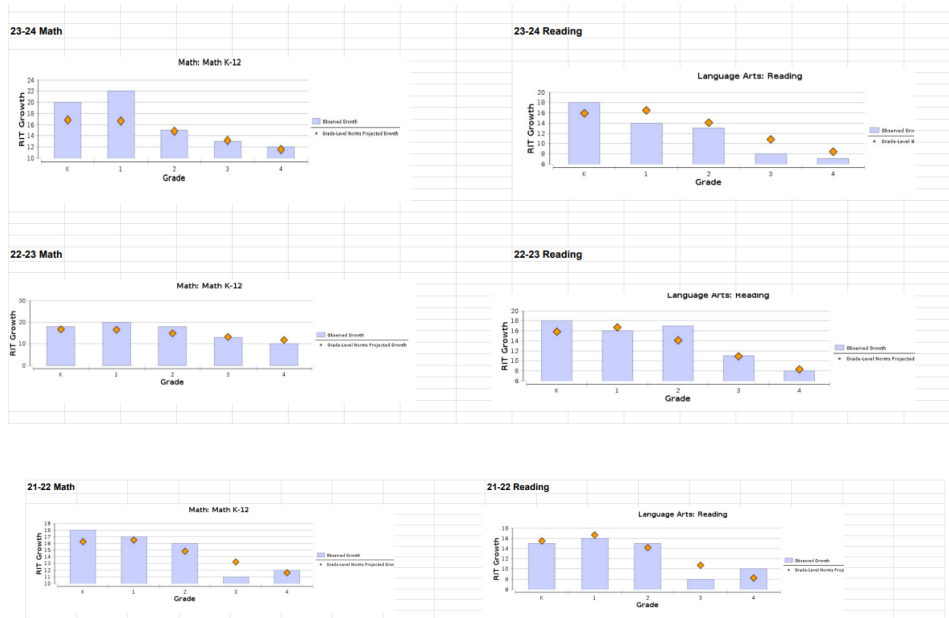 23-24 Math
Math: Math K-12
RIT Growth
24
22
20
18
16
14
12
10
K 1 2 3 4
Grade
Observed Growth
Grade-Level Norms Projected Growth
23-24 Reading
Language Arts: Reading
RIT Growth
20
18
16
14
12
10
8
6
K 1 2 3 4
Grade
Observed Gro
Grade-Level N
22-23 Math
Math: Math K-12
RIT Growth
30
20
10
0
K 1 2 3 4
Grade
Observed Growth
Grade-Level Norms Projected Growth
22-23 Reading
Language Arts: Reading
RIT Growth
20
18
16
14
12
10
8
6
K 1 2 3 4
Grade
Observed Growth
Grade-Level Norms Projected
21-22 Math
Math: Math K-12
RIT Growth
19
18
17
16
15
14
13
12
11
10
K 1 2 3 4
Grade
Observed Growth
Grade-Level Norms Projected Grow
21-22 Reading
Language Arts: Reading
RIT Growth
18
16
14
12
10
8
6
K 1 2 3 4
Grade
Observed Growth
Grade-Level Norms Proj